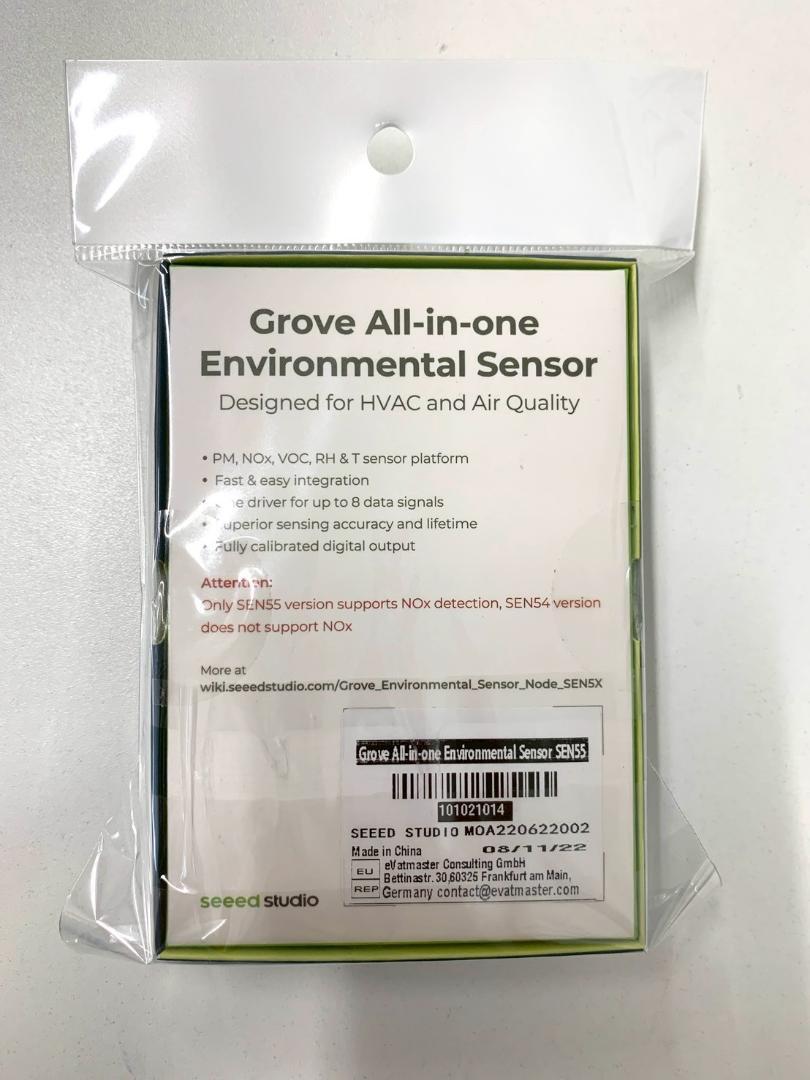 Grove All-in-one
Environmental Sensor
Designed for HVAC and Air Quality
• PM, NOx, VOC, RH & T sensor platform
• Fast & easy integration
• One driver for up to 8 data signals
• Superior sensing accuracy and lifetime
• Fully calibrated digital output
Attention:
Only SEN55 version supports NOx detection, SEN54 version
does not support NOx
More at
wiki.seeedstudio.com/Grove_Environmental_Sensor_Node_SEN5X
Grove All-in-one Environmental Sensor SEN55
101021014
SEEED STUDIO MOA220622002
Made in China 08/11/22
EU REP
eVatmaster Consulting GmbH
Bettinastr. 30,60325 Frankfurt am Main,
Germany contact@evatmaster.com
seeed studio